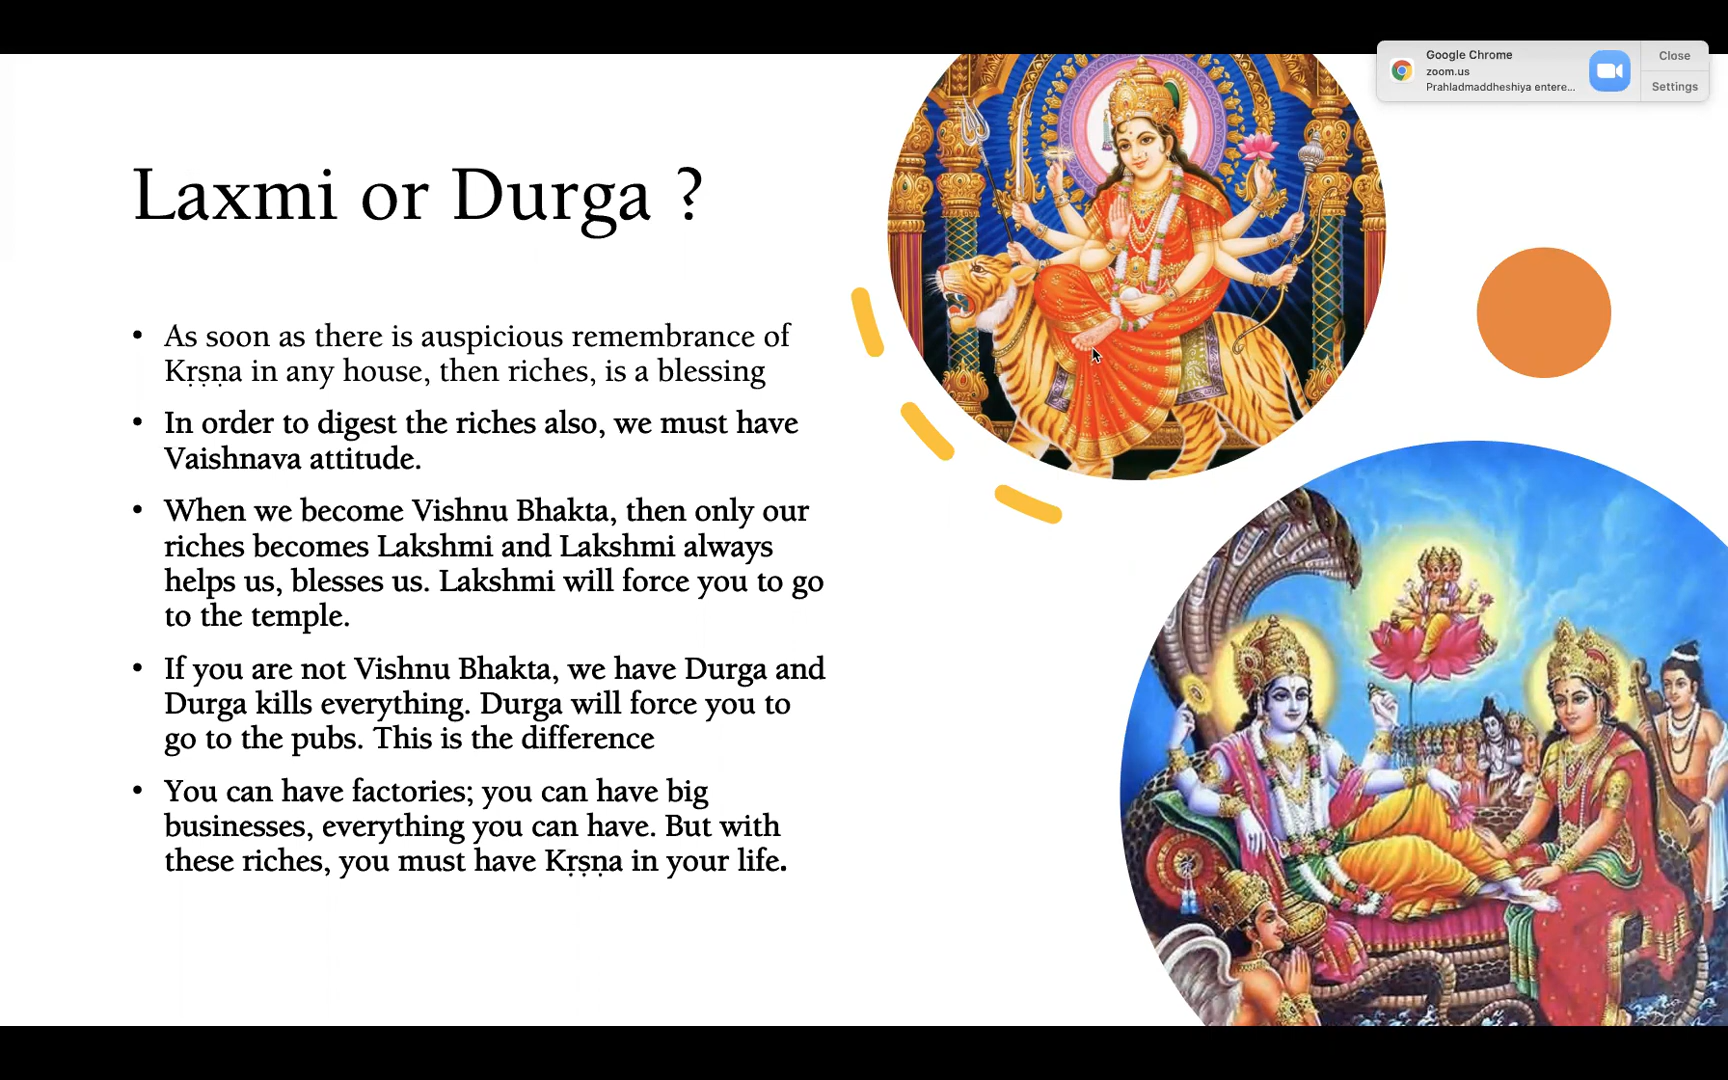 Google Chrome
Close
zoom.us
Prahladmaddheshiya entere...
Settings
Laxmi or Durga ?
• As soon as there is auspicious remembrance of
Kṛṣṇa in any house, then riches, is a blessing
• In order to digest the riches also, we must have
Vaishnava attitude.
• When we become Vishnu Bhakta, then only our
riches becomes Lakshmi and Lakshmi always
helps us, blesses us. Lakshmi will force you to go
to the temple.
• If you are not Vishnu Bhakta, we have Durga and
Durga kills everything. Durga will force you to
go to the pubs. This is the difference
• You can have factories; you can have big
businesses, everything you can have. But with
these riches, you must have Kṛṣṇa in your life.